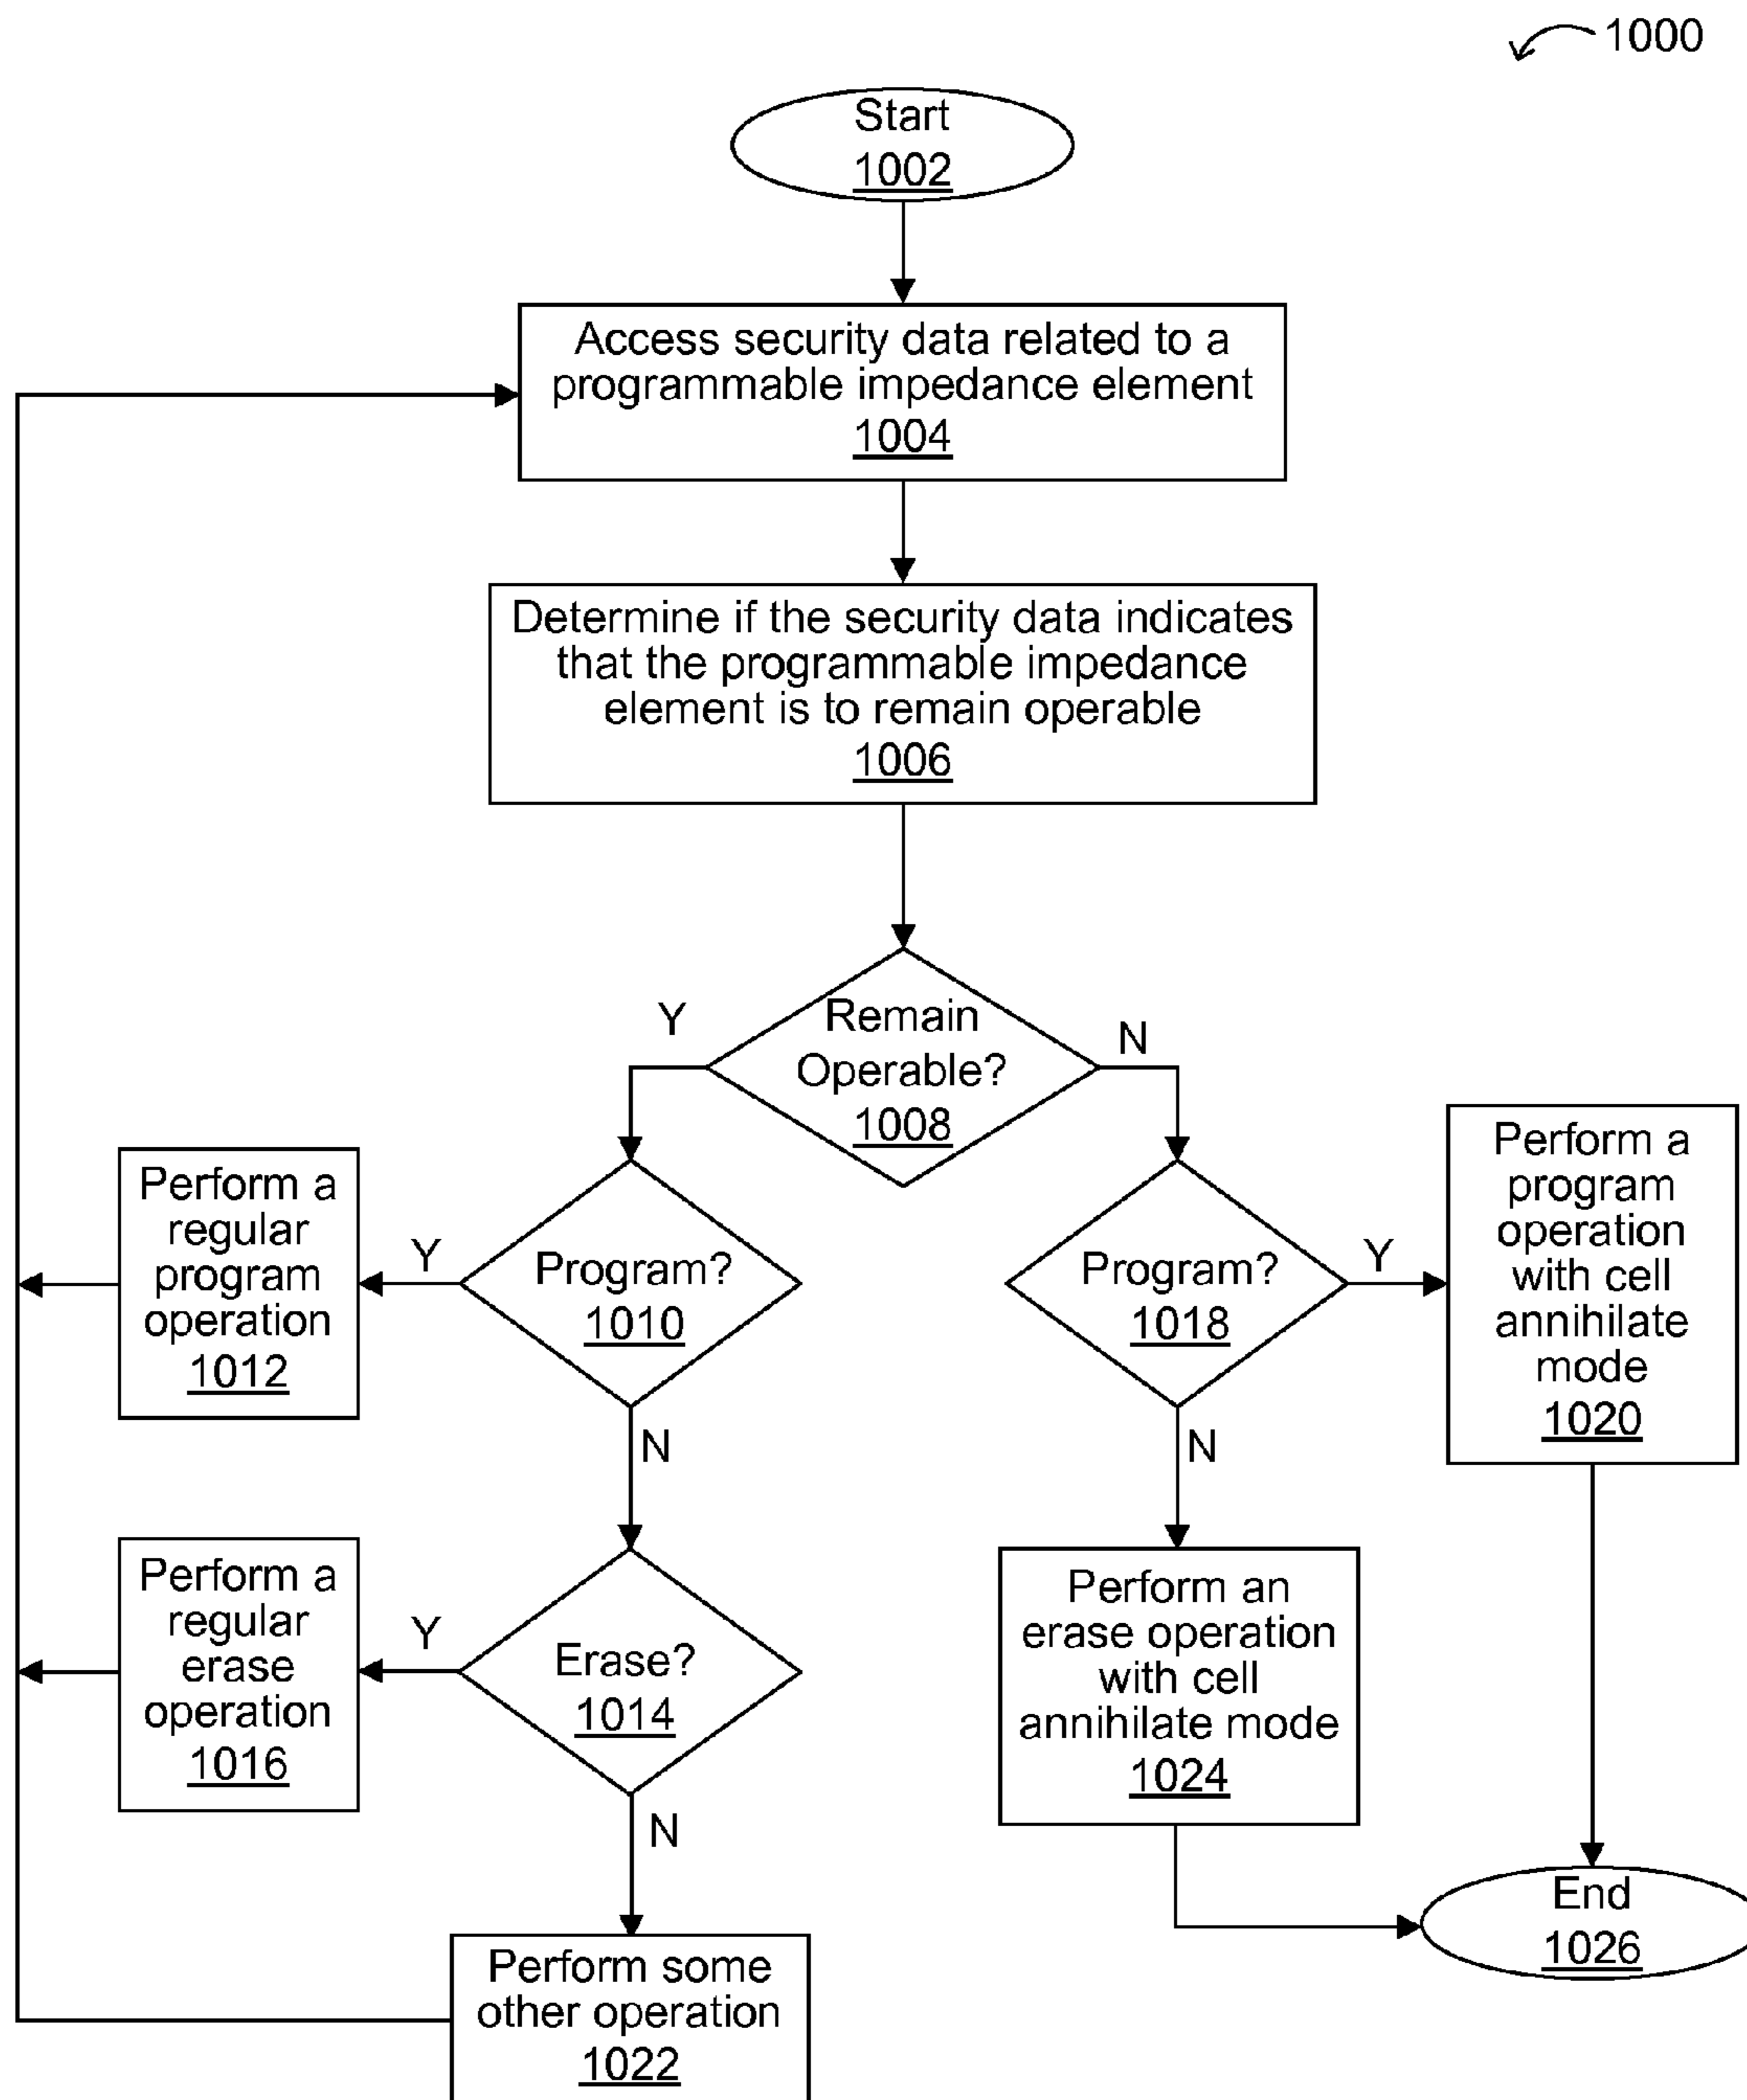 1000
Start
1002
Access security data related to a
programmable impedance element
1004
Determine if the security data indicates
that the programmable impedance
element is to remain operable
1006
Remain
Operable?
1008
Y
N
Program?
1010
Y
N
Perform a
regular
program
operation
1012
Program?
1018
Y
N
Perform a
program
operation
with cell
annihilate
mode
1020
Erase?
1014
Y
N
Perform a
regular
erase
operation
1016
Perform an
erase operation
with cell
annihilate mode
1024
Perform some
other operation
1022
End
1026